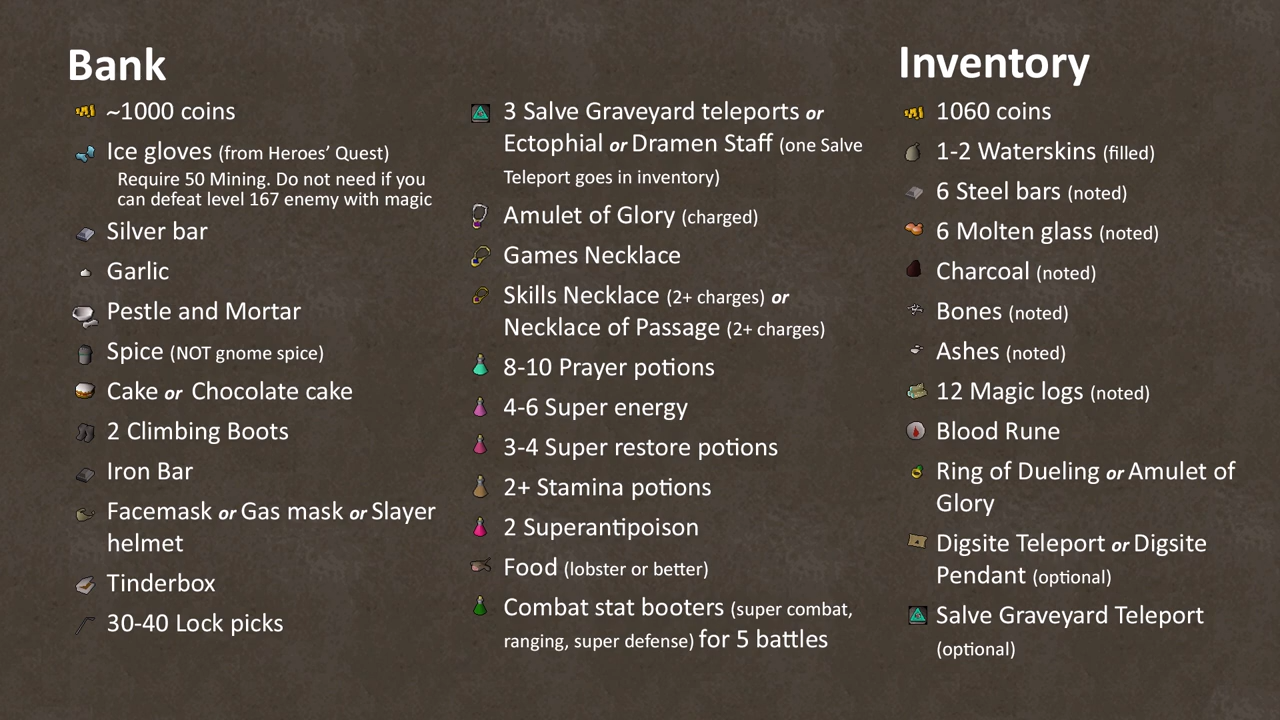 Bank
~1000 coins
Ice gloves (from Heroes’ Quest)
Require 50 Mining. Do not need if you
can defeat level 167 enemy with magic
Silver bar
Garlic
Pestle and Mortar
Spice (NOT gnome spice)
Cake or Chocolate cake
2 Climbing Boots
Iron Bar
Facemask or Gas mask or Slayer
helmet
Tinderbox
30-40 Lock picks
3 Salve Graveyard teleports or
Ectophial or Dramen Staff (one Salve
Teleport goes in inventory)
Amulet of Glory (charged)
Games Necklace
Skills Necklace (2+ charges) or
Necklace of Passage (2+ charges)
8-10 Prayer potions
4-6 Super energy
3-4 Super restore potions
2+ Stamina potions
2 Superantipoison
Food (lobster or better)
Combat stat booters (super combat,
ranging, super defense) for 5 battles
Inventory
1060 coins
1-2 Waterskins (filled)
6 Steel bars (noted)
6 Molten glass (noted)
Charcoal (noted)
Bones (noted)
Ashes (noted)
12 Magic logs (noted)
Blood Rune
Ring of Dueling or Amulet of
Glory
Digsite Teleport or Digsite
Pendant (optional)
Salve Graveyard Teleport
(optional)